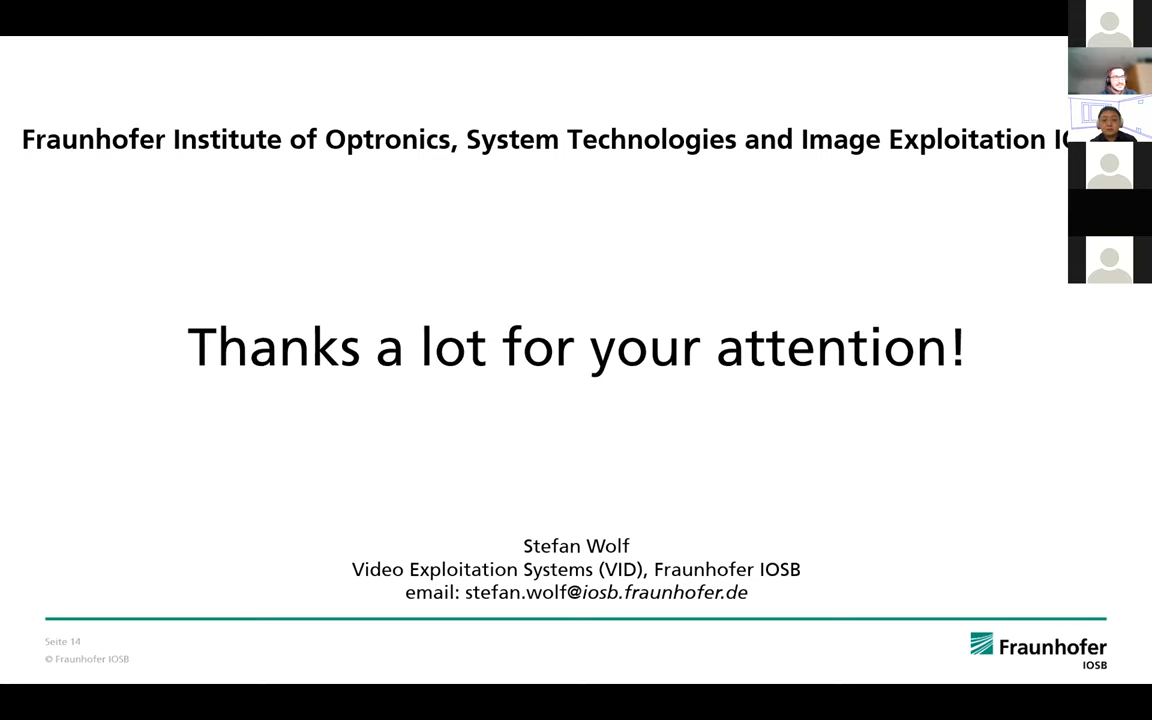 Fraunhofer Institute of Optronics, System Technologies and Image Exploitation
Thanks a lot for your attention!
Stefan Wolf
Video Exploitation Systems (VID), Fraunhofer IOSB
email: stefan.wolf@iosb.fraunhofer.de
Seite 14
© Fraunhofer IOSB
Fraunhofer
IOSB